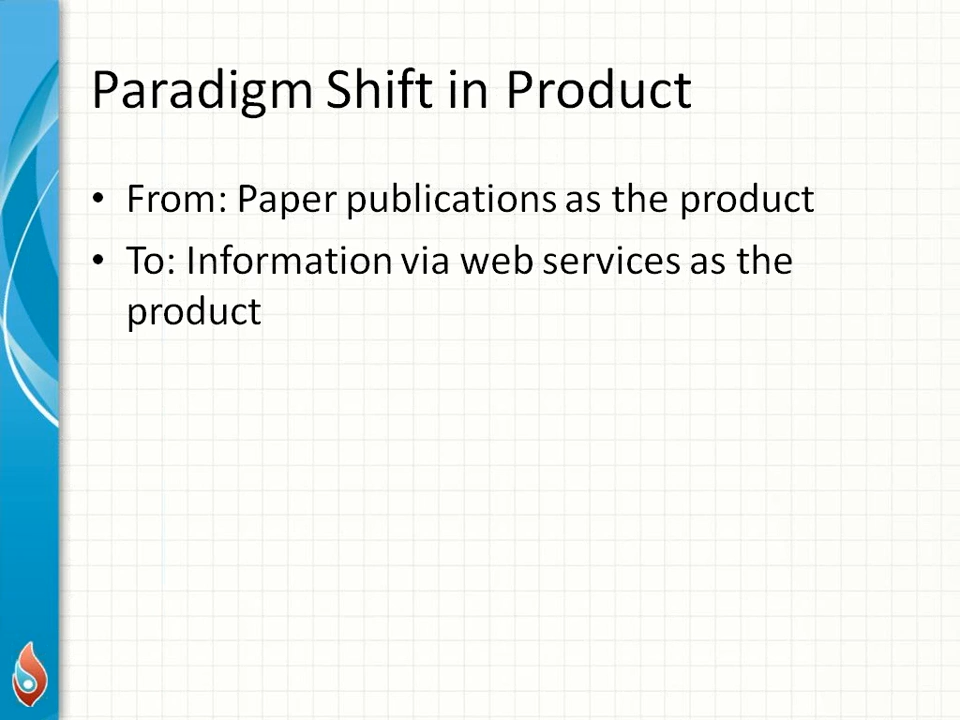 Paradigm Shift in Product
• From: Paper publications as the product
• To: Information via web services as the
product